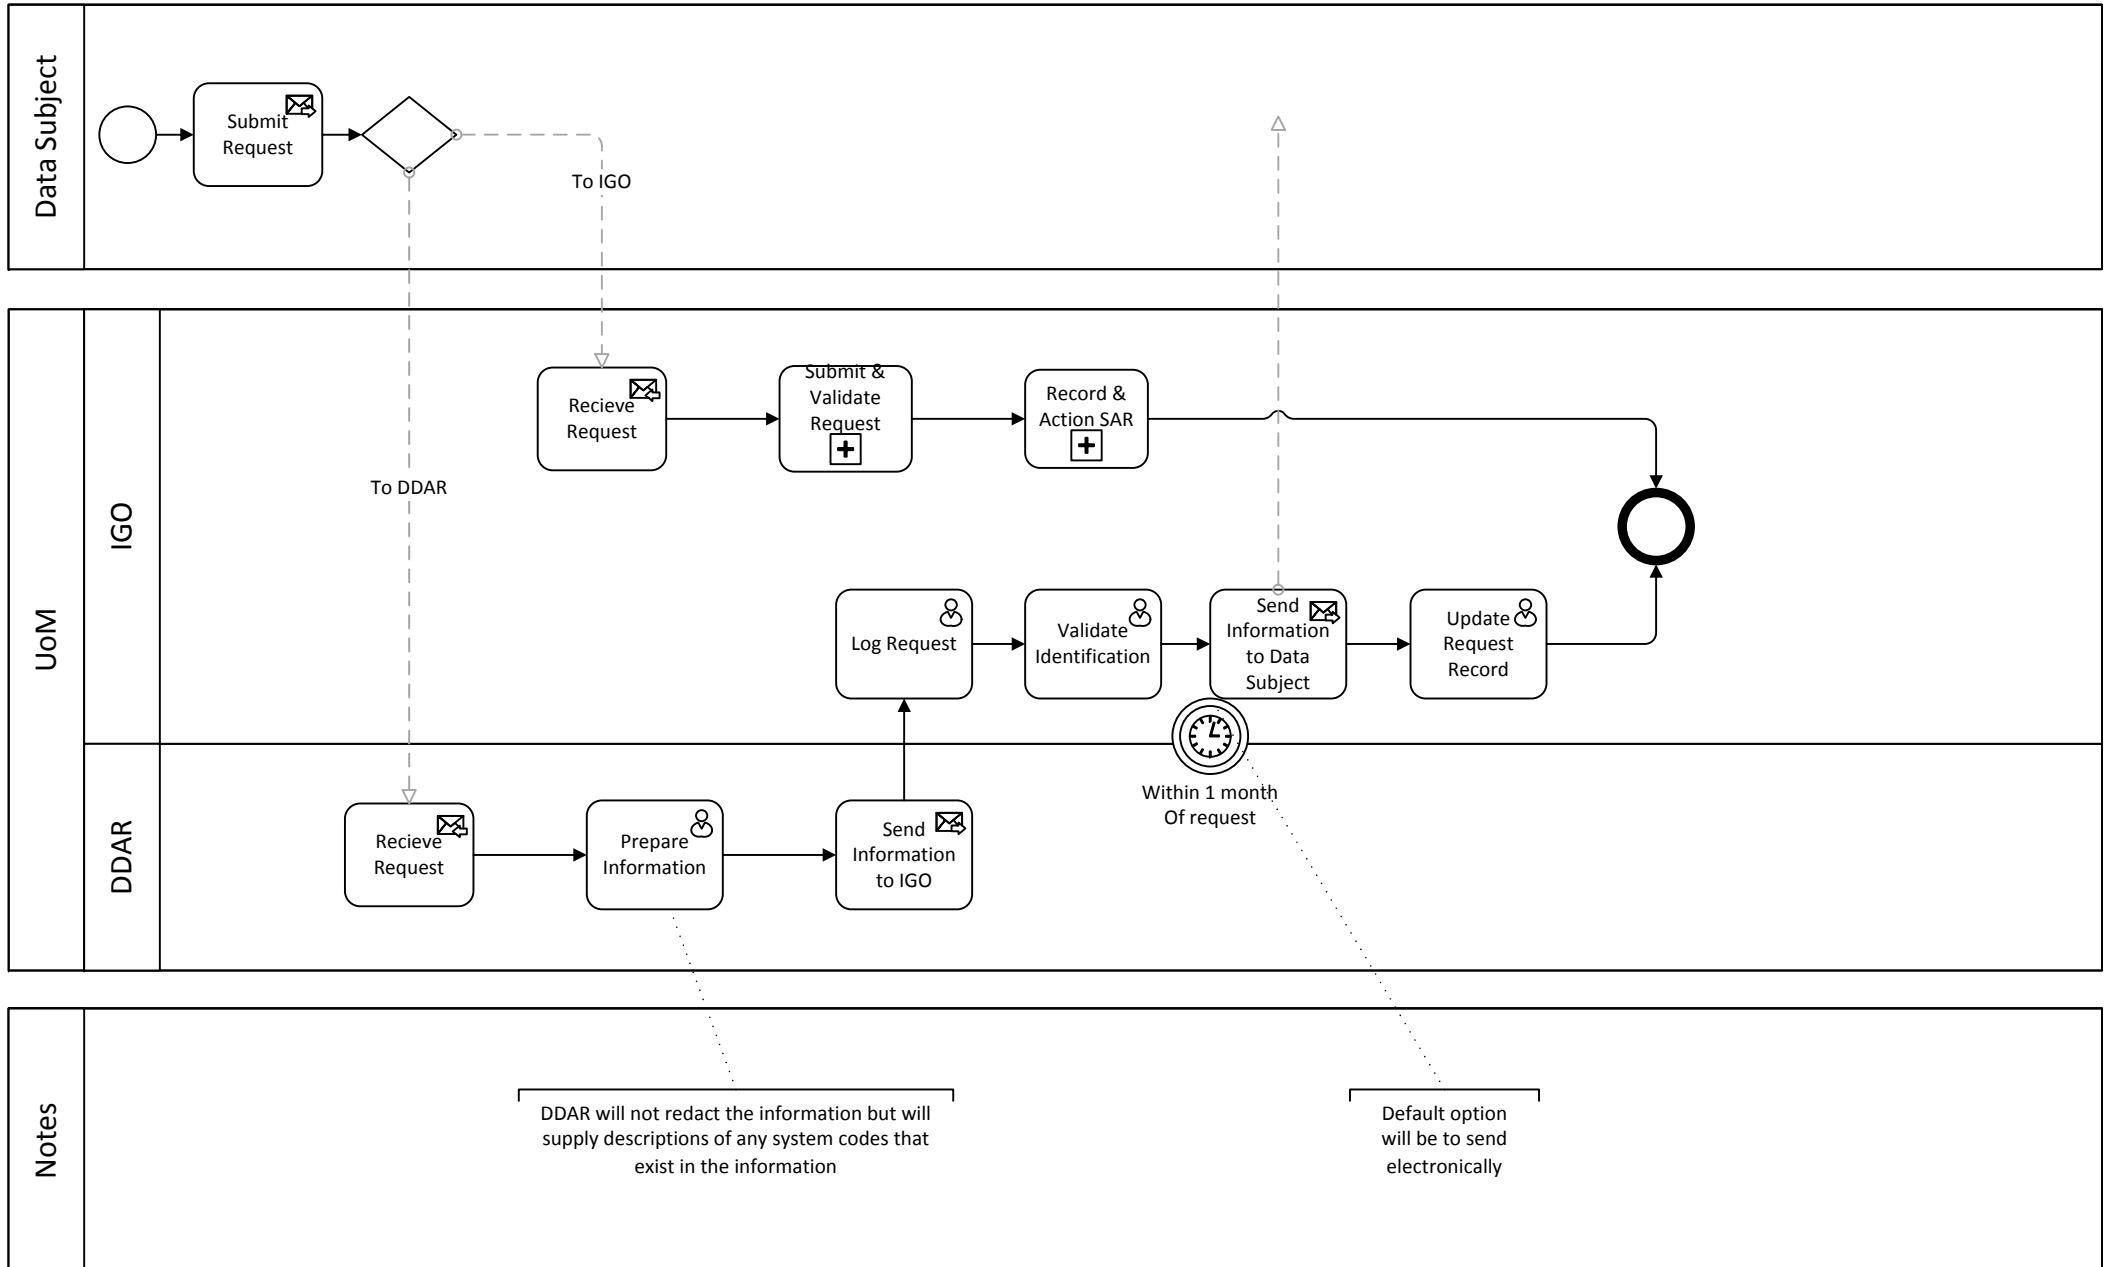 Data Subject
Submit
Request
To IGO
UoM
IGO
Recieve
Request
Submit &
Validate
Request
Record &
Action SAR
To DDAR
Log Request
Validate
Identification
Send
Information
to Data
Subject
Update
Request
Record
Within 1 month
Of request
DDAR
Recieve
Request
Prepare
Information
Send
Information
to IGO
Notes
DDAR will not redact the information but will
supply descriptions of any system codes that
exist in the information
Default option
will be to send
electronically